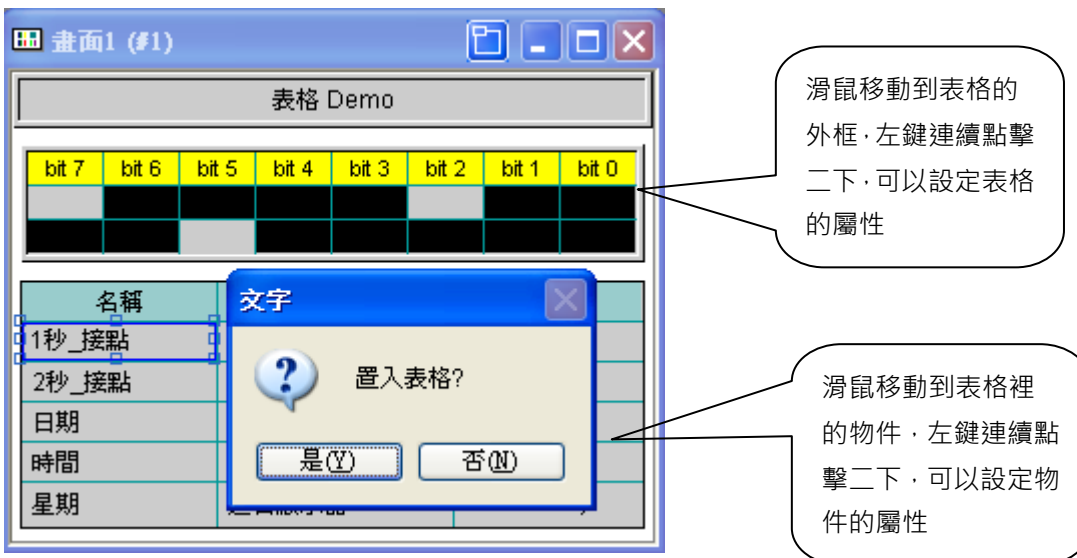 畫面1 (#1)
表格 Demo
bit 7 bit 6 bit 5 bit 4 bit 3 bit 2 bit 1 bit 0
名稱
1秒_接點
2秒_接點
日期
時間
星期
文字
置入表格?
是(Y) 否(N)
滑鼠移動到表格的
外框，左鍵連續點擊
二下，可以設定表格
的屬性
滑鼠移動到表格裡
的物件，左鍵連續點
擊二下，可以設定物
件的屬性